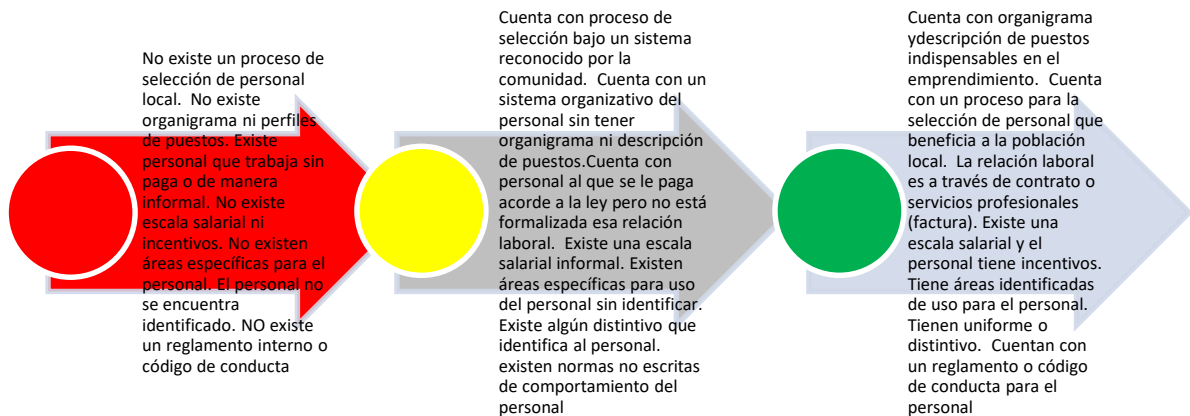 No existe un proceso de
selección de personal
local.  No existe
organigrama ni perfiles
de puestos. Existe
personal que trabaja sin
paga o de manera
informal. No existe
escala salarial ni
incentivos. No existen
áreas específicas para el
personal. El personal no
se encuentra
identificado. NO existe
un reglamento interno o
código de conducta
Cuenta con proceso de
selección bajo un sistema
reconocido por la
comunidad.  Cuenta con un
sistema organizativo del
personal sin tener
organigrama ni descripción
de puestos.Cuenta con
personal al que se le paga
acorde a la ley pero no está
formalizada esa relación
laboral.  Existe una escala
salarial informal. Existen
áreas específicas para uso
del personal sin identificar.
Existe algún distintivo que
identifica al personal.
existen normas no escritas
de comportamiento del
personal
Cuenta con organigrama
ydescripción de puestos
indispensables en el
emprendimiento.  Cuenta
con un proceso para la
selección de personal que
beneficia a la población
local.  La relación laboral
es a través de contrato o
servicios profesionales
(factura). Existe una
escala salarial y el
personal tiene incentivos.
Tiene áreas identificadas
de uso para el personal.
Tienen uniforme o
distintivo.  Cuentan con
un reglamento o código
de conducta para el
personal